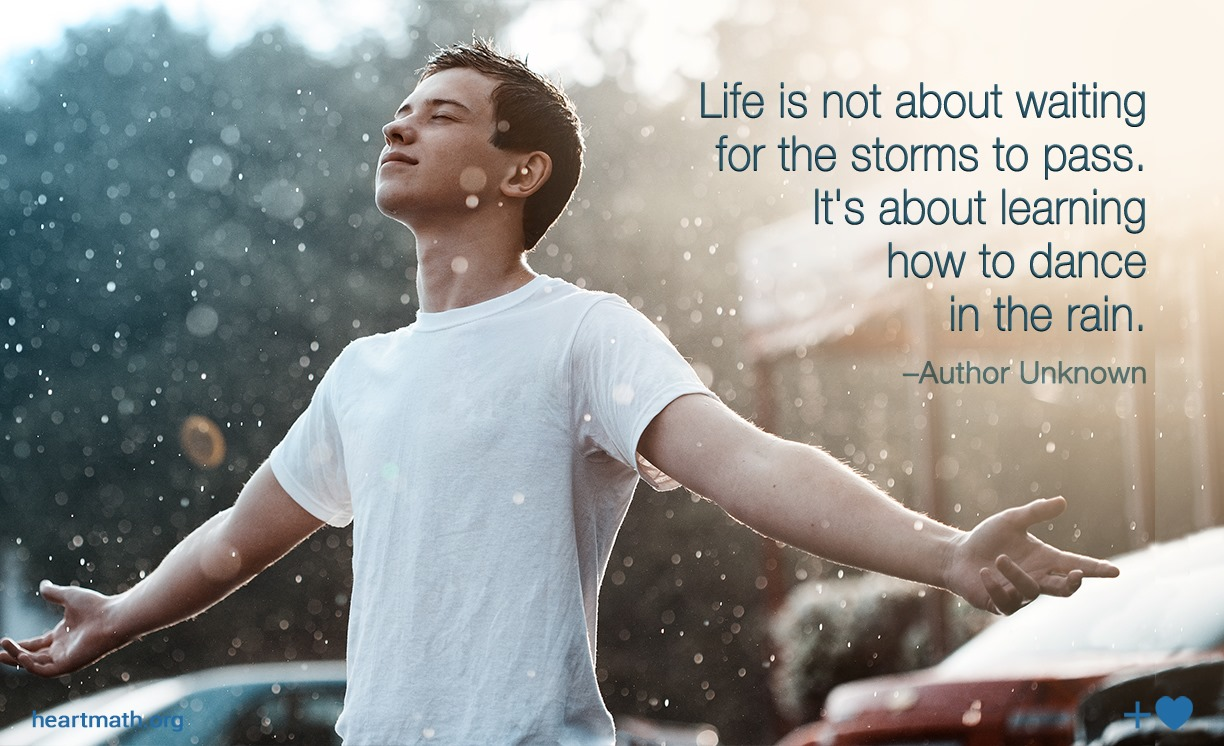 Life is not about waiting
for the storms to pass.
It's about learning
how to dance
in the rain.
–Author Unknown
heartmath.org